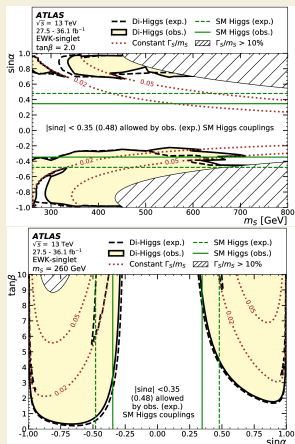 ATLAS
√s = 13 TeV
27.5 - 36.1 fb⁻¹
EWK-singlet
tanβ = 2.0
Di-Higgs (exp.)
SM Higgs (exp.)
Di-Higgs (obs.)
SM Higgs (obs.)
Constant Γ_S/m_S
Γ_S/m_S > 10%
sinα
1.0
0.8
0.6
0.4
0.2
0.0
-0.2
-0.4
-0.6
-0.8
-1.0
0.02
0.05
|sinα| < 0.35 (0.48) allowed by obs. (exp.) SM Higgs couplings
0.02
0.05
300 400 500 600 700 800
m_S [GeV]
ATLAS
√s = 13 TeV
27.5 - 36.1 fb⁻¹
EWK-singlet
m_S = 260 GeV
Di-Higgs (exp.)
SM Higgs (exp.)
Di-Higgs (obs.)
SM Higgs (obs.)
Constant Γ_S/m_S
Γ_S/m_S > 10%
tanβ
10
9
8
7
6
5
4
3
2
1
0
0.05
0.02
0.05
0.02
|sinα| <0.35
(0.48) allowed
by obs. (exp.)
SM Higgs couplings
-1.00 -0.75 -0.50 -0.25 0.00 0.25 0.50 0.75 1.00
sinα